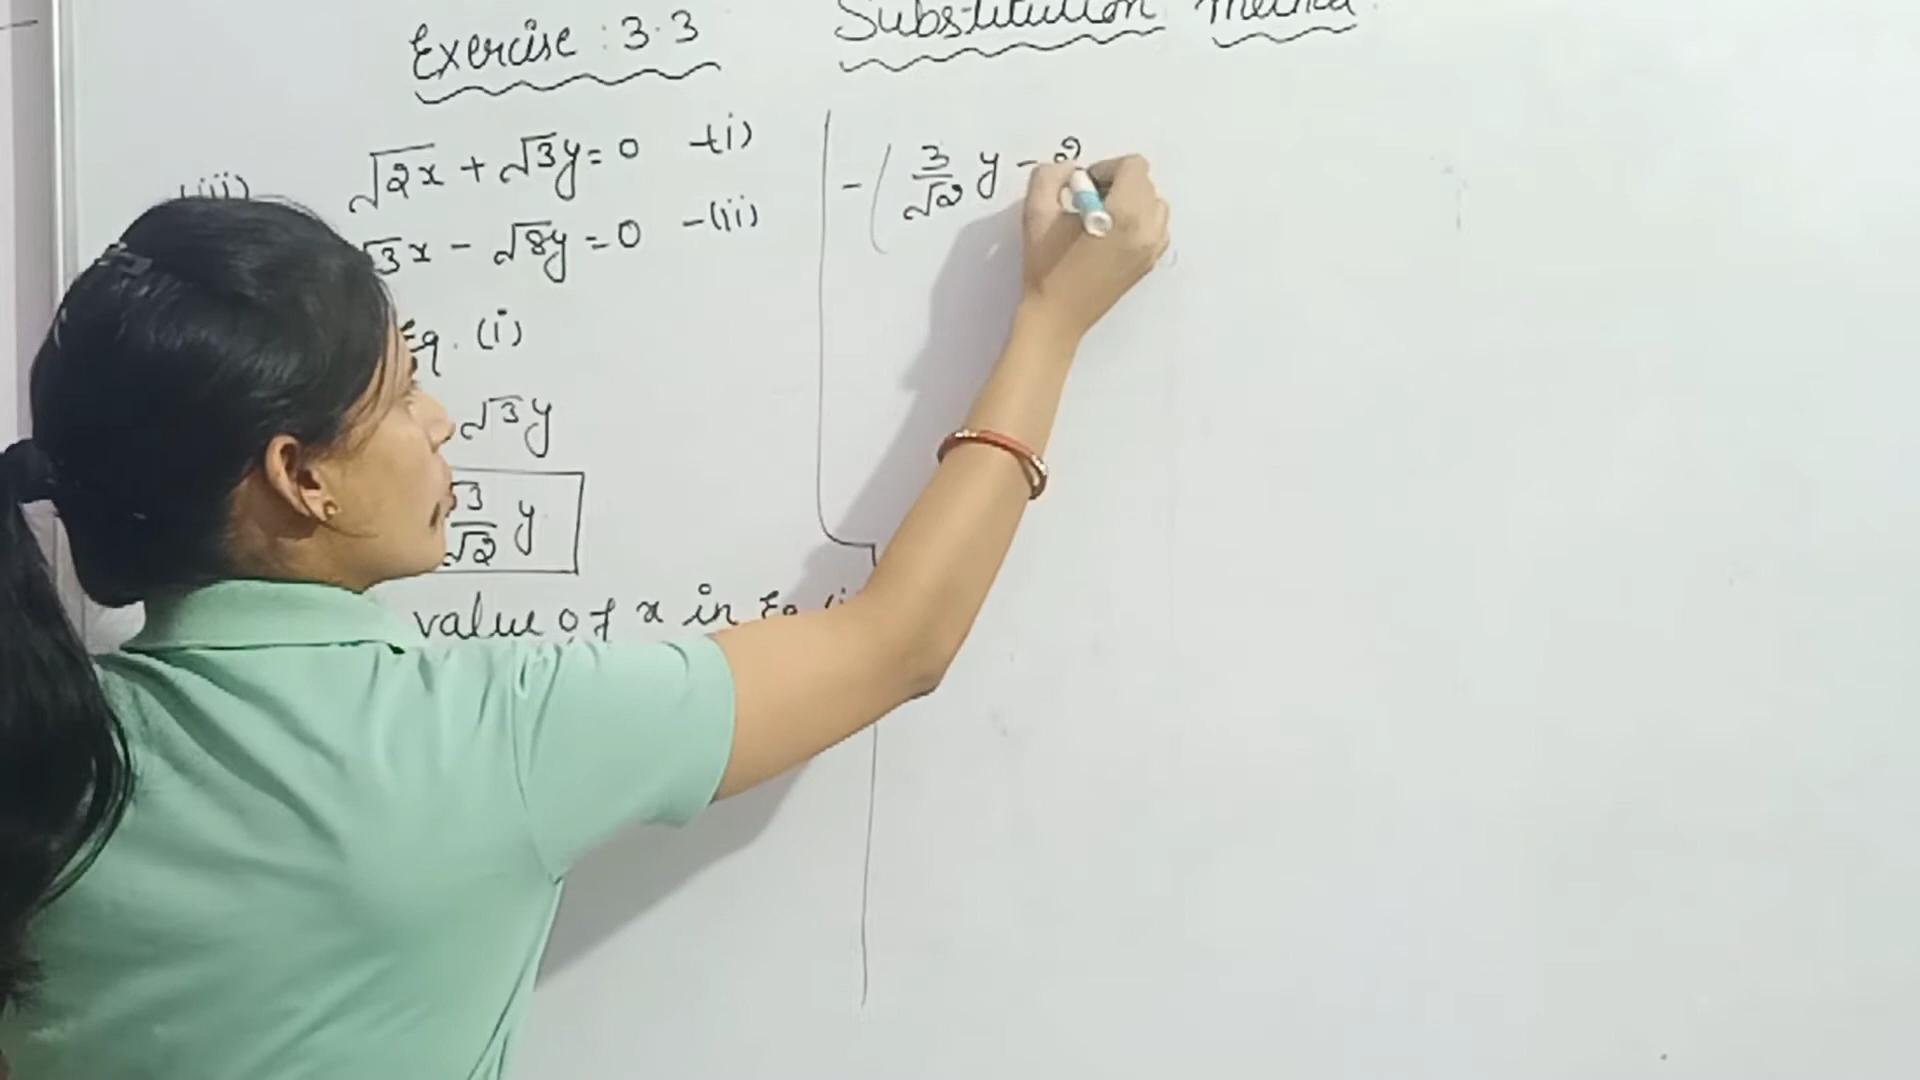 Exercise : 3.3
Substitution Method
(iii) √2x + √3y = 0 -(i)
√3x - √8y = 0 -(ii)
Eq. (i)
√3y
√3/√2 y
value of x in Eq (i
- ( 3/√2 y - 2